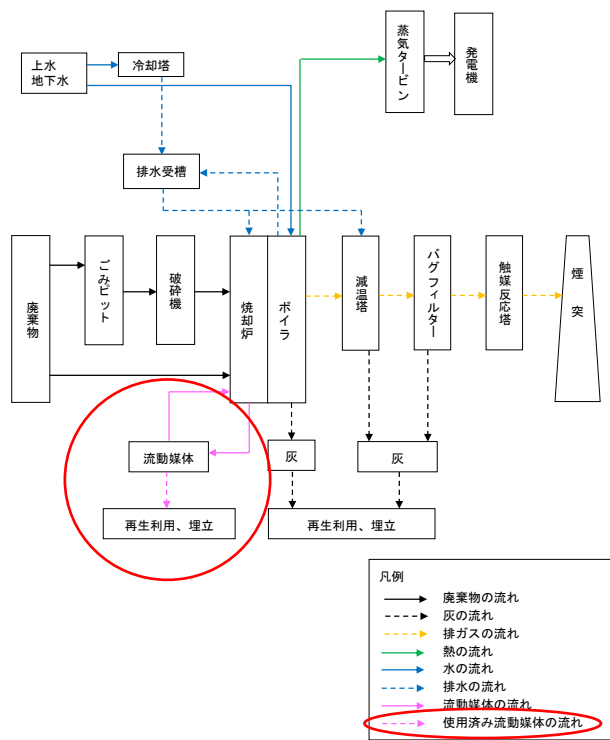 上水
地下水
冷却塔
蒸気タービン
発電機
排水受槽
廃棄物
ごみピット
破砕機
焼却炉
ボイラ
減温塔
バグフィルター
触媒反応塔
煙突
流動媒体
灰
灰
再生利用、埋立
再生利用、埋立
凡例
廃棄物の流れ
灰の流れ
排ガスの流れ
熱の流れ
水の流れ
排水の流れ
流動媒体の流れ
使用済み流動媒体の流れ